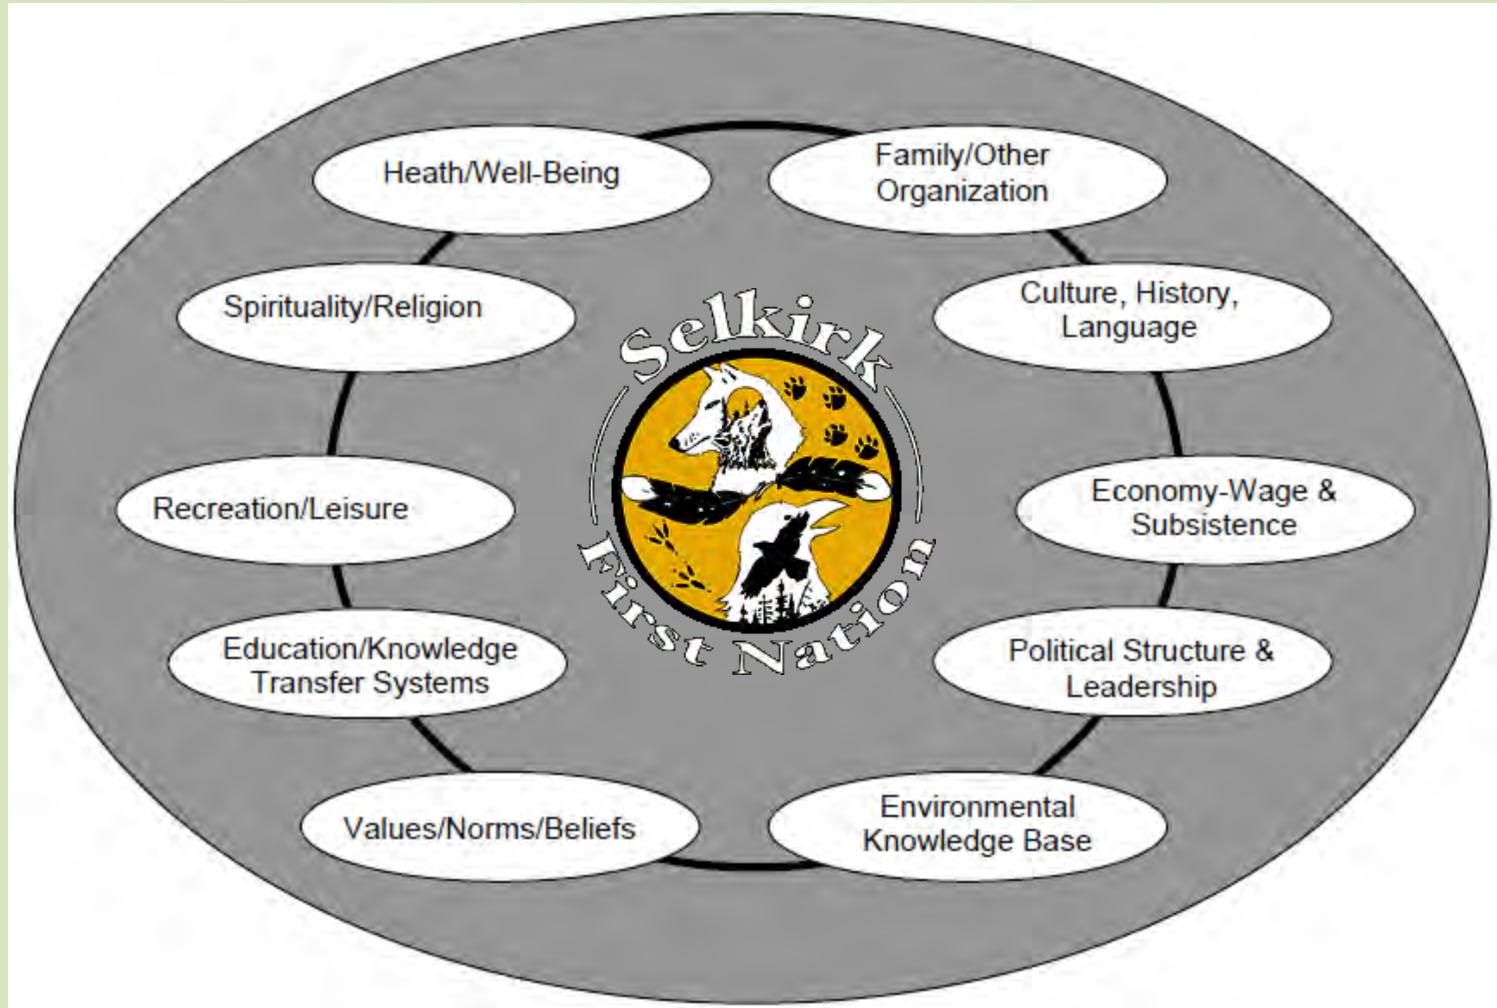 Heath/Well-Being
Family/Other
Organization
Spirituality/Religion
Culture, History,
Language
Selkirk
First Nation
Recreation/Leisure
Economy-Wage &
Subsistence
Education/Knowledge
Transfer Systems
Political Structure &
Leadership
Values/Norms/Beliefs
Environmental
Knowledge Base